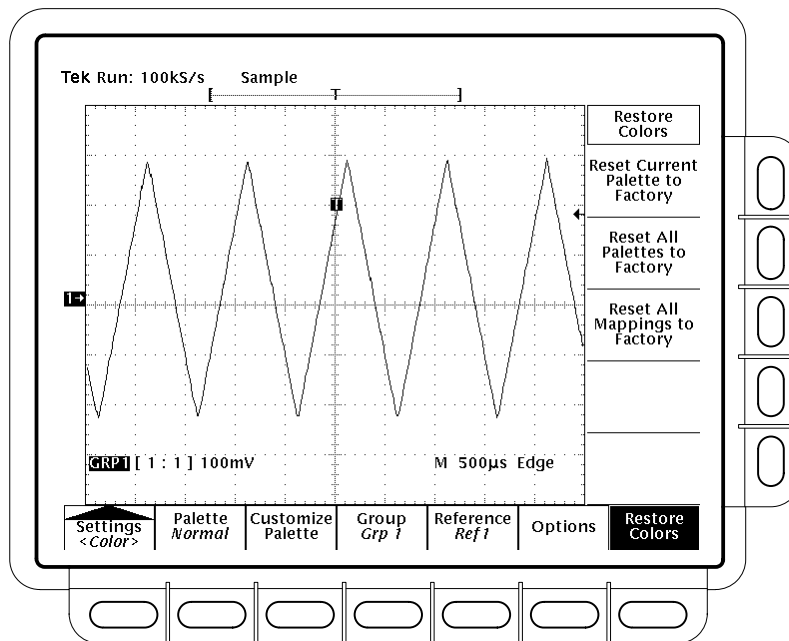 Tek Run: 100kS/s Sample
[ T ]
Restore
Colors
Reset Current
Palette to
Factory
Reset All
Palettes to
Factory
Reset All
Mappings to
Factory
T
1→
GRP1 [ 1 : 1 ] 100mV
M 500µs Edge
Settings
<Color>
Palette
Normal
Customize
Palette
Group
Grp 1
Reference
Ref 1
Options
Restore
Colors